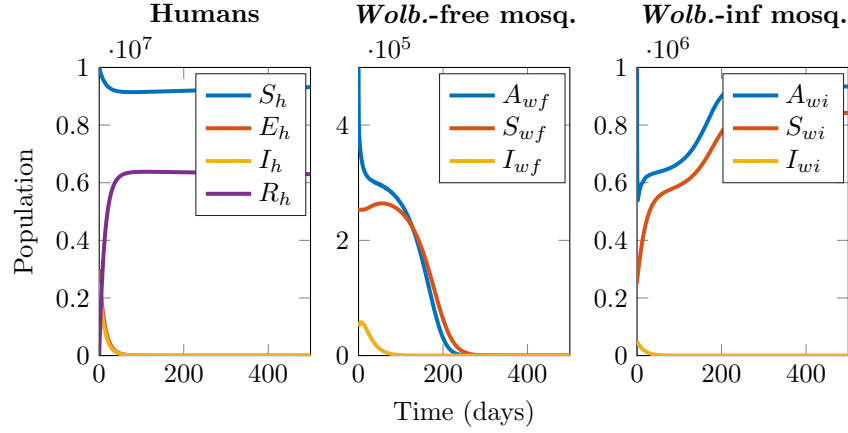 Humans
Wolb.-free mosq.
Wolb.-inf mosq.
·10^7
·10^5
·10^6
Population
1
0.8
0.6
0.4
0.2
0
0 200 400
S_h
E_h
I_h
R_h
4
2
0
0 200 400
A_wf
S_wf
I_wf
1
0.8
0.6
0.4
0.2
0
0 200 400
A_wi
S_wi
I_wi
Time (days)